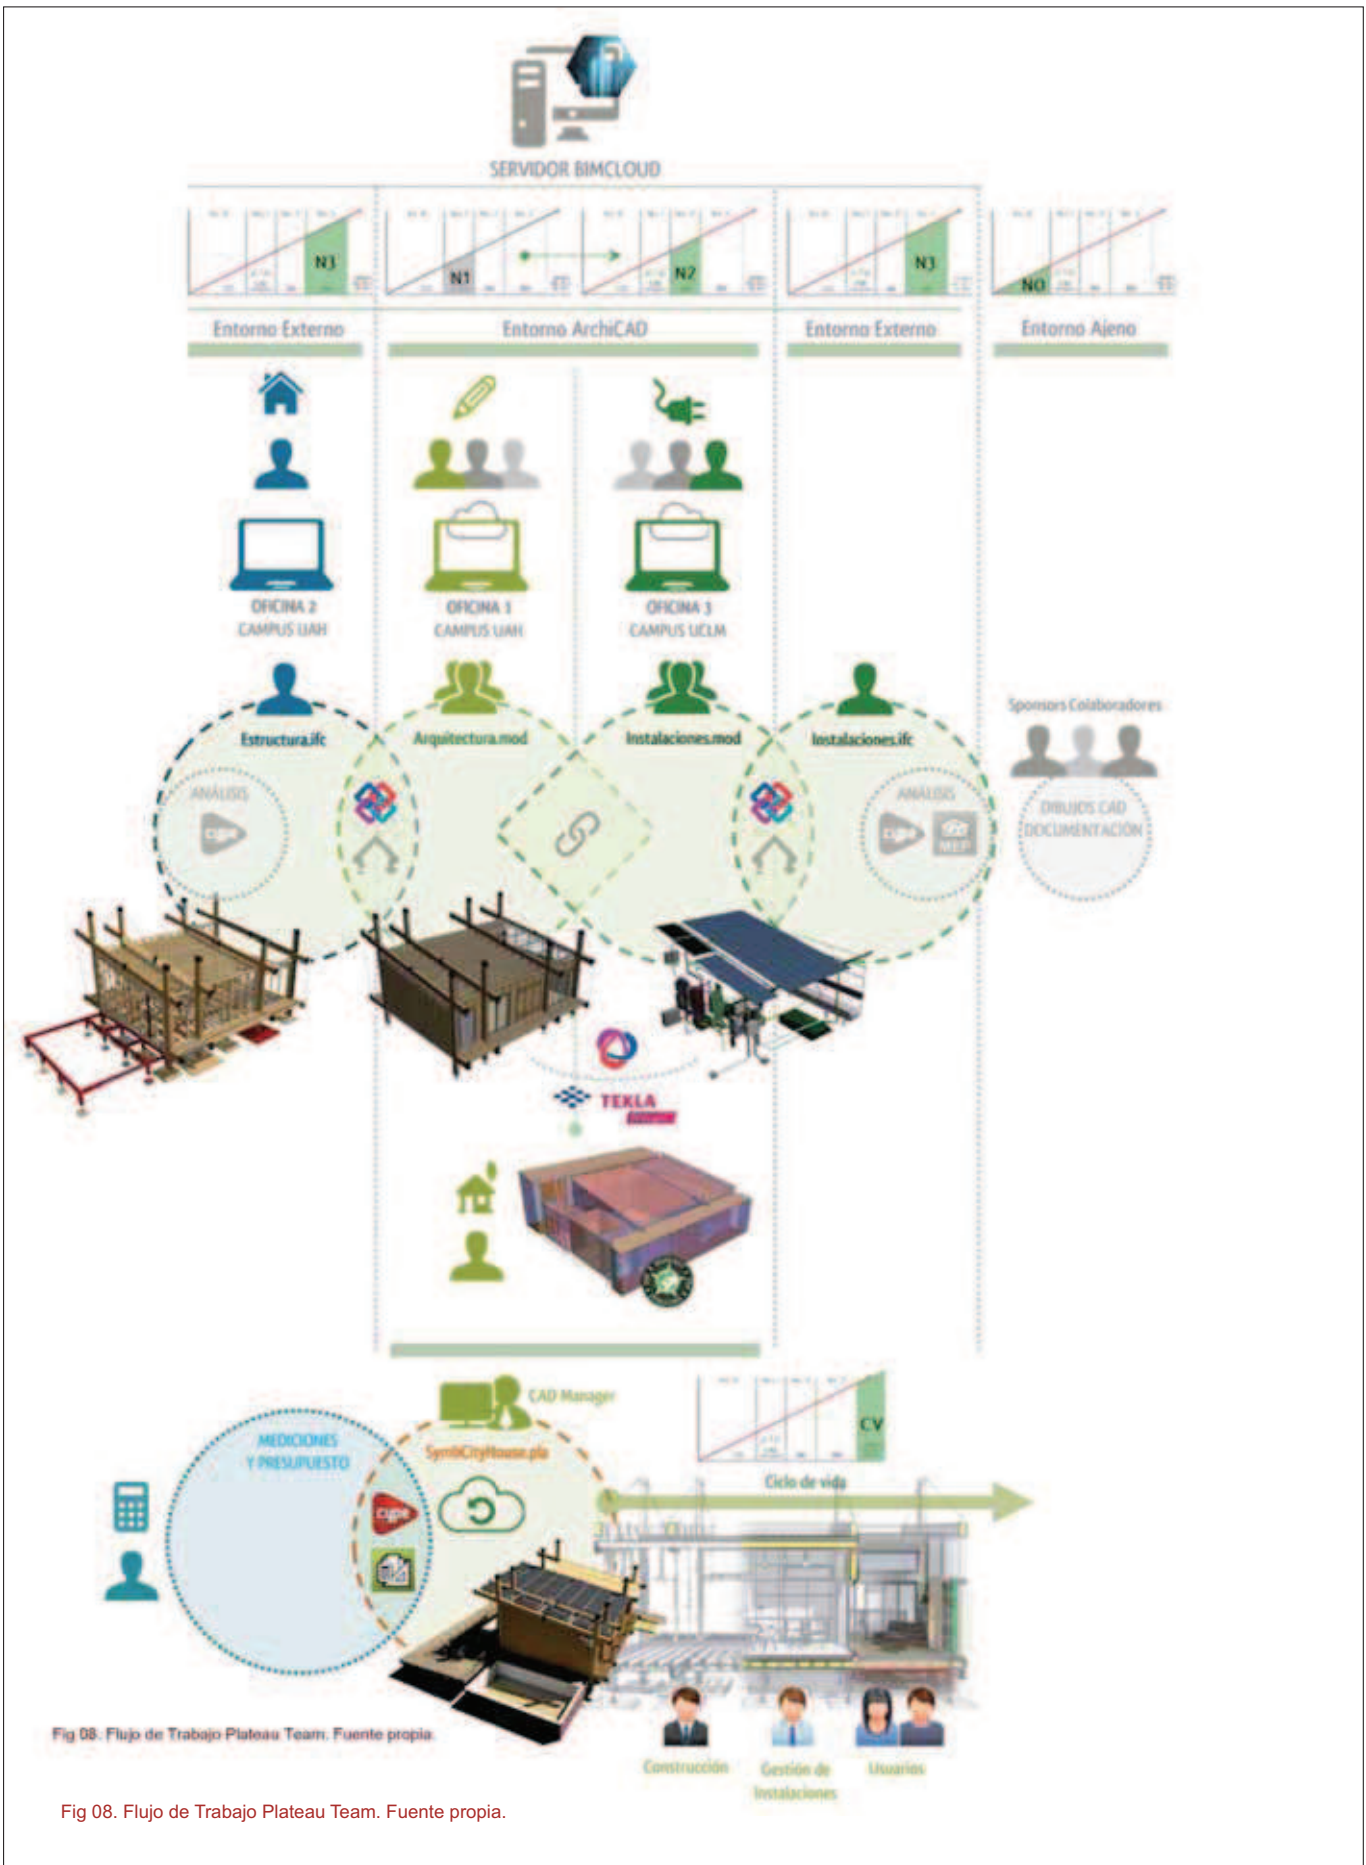 SERVIDOR BIMCLOUD
N3
N1
N2
N3
N0
Entorno Externo
Entorno ArchiCAD
Entorno Externo
Entorno Ajeno
OFICINA 2
CAMPUS UAH
OFICINA 1
CAMPUS UAH
OFICINA 3
CAMPUS UCLM
Estructura.ifc
Arquitectura.mod
Instalaciones.mod
Instalaciones.ifc
Sponsors Colaboradores
ANÁLISIS
cype
ANÁLISIS
cype
MEP
DIBUJOS CAD
DOCUMENTACIÓN
TEKLA
CAD Manager
MEDICIONES
Y PRESUPUESTO
SymbCityHouse.pla
cype
CV
Ciclo de vida
Construcción
Gestión de
Instalaciones
Usuarios
Fig 08. Flujo de Trabajo Plateau Team. Fuente propia.
Fig 08. Flujo de Trabajo Plateau Team. Fuente propia.